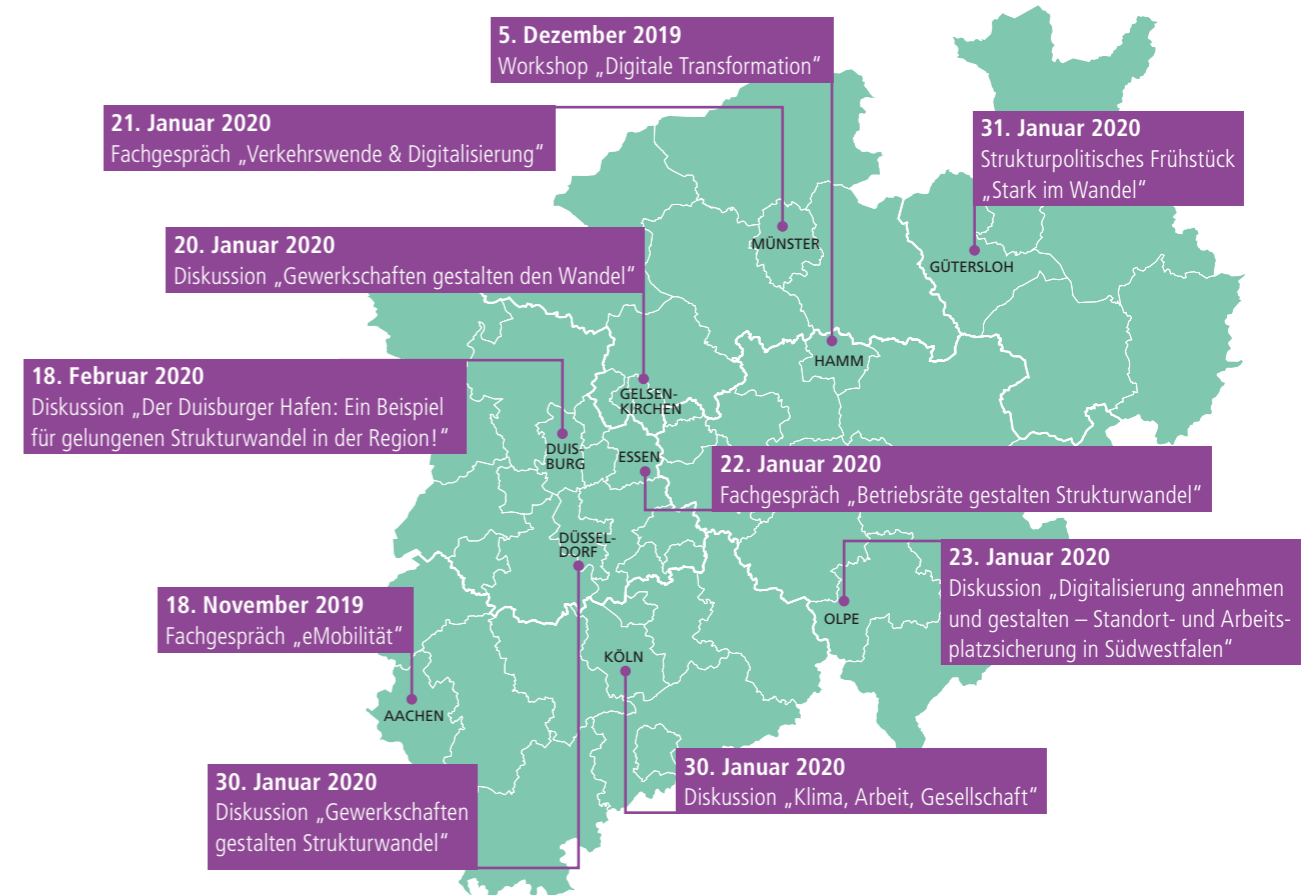 5. Dezember 2019
Workshop „Digitale Transformation“
21. Januar 2020
Fachgespräch „Verkehrswende & Digitalisierung“
31. Januar 2020
Strukturpolitisches Frühstück
„Stark im Wandel“
MÜNSTER
GÜTERSLOH
20. Januar 2020
Diskussion „Gewerkschaften gestalten den Wandel“
HAMM
18. Februar 2020
Diskussion „Der Duisburger Hafen: Ein Beispiel
für gelungenen Strukturwandel in der Region!“
GELSEN-
KIRCHEN
DUIS-
BURG
ESSEN
22. Januar 2020
Fachgespräch „Betriebsräte gestalten Strukturwandel“
DÜSSEL-
DORF
23. Januar 2020
Diskussion „Digitalisierung annehmen
und gestalten – Standort- und Arbeits-
platzsicherung in Südwestfalen“
OLPE
18. November 2019
Fachgespräch „eMobilität“
KÖLN
AACHEN
30. Januar 2020
Diskussion „Gewerkschaften
gestalten Strukturwandel“
30. Januar 2020
Diskussion „Klima, Arbeit, Gesellschaft“